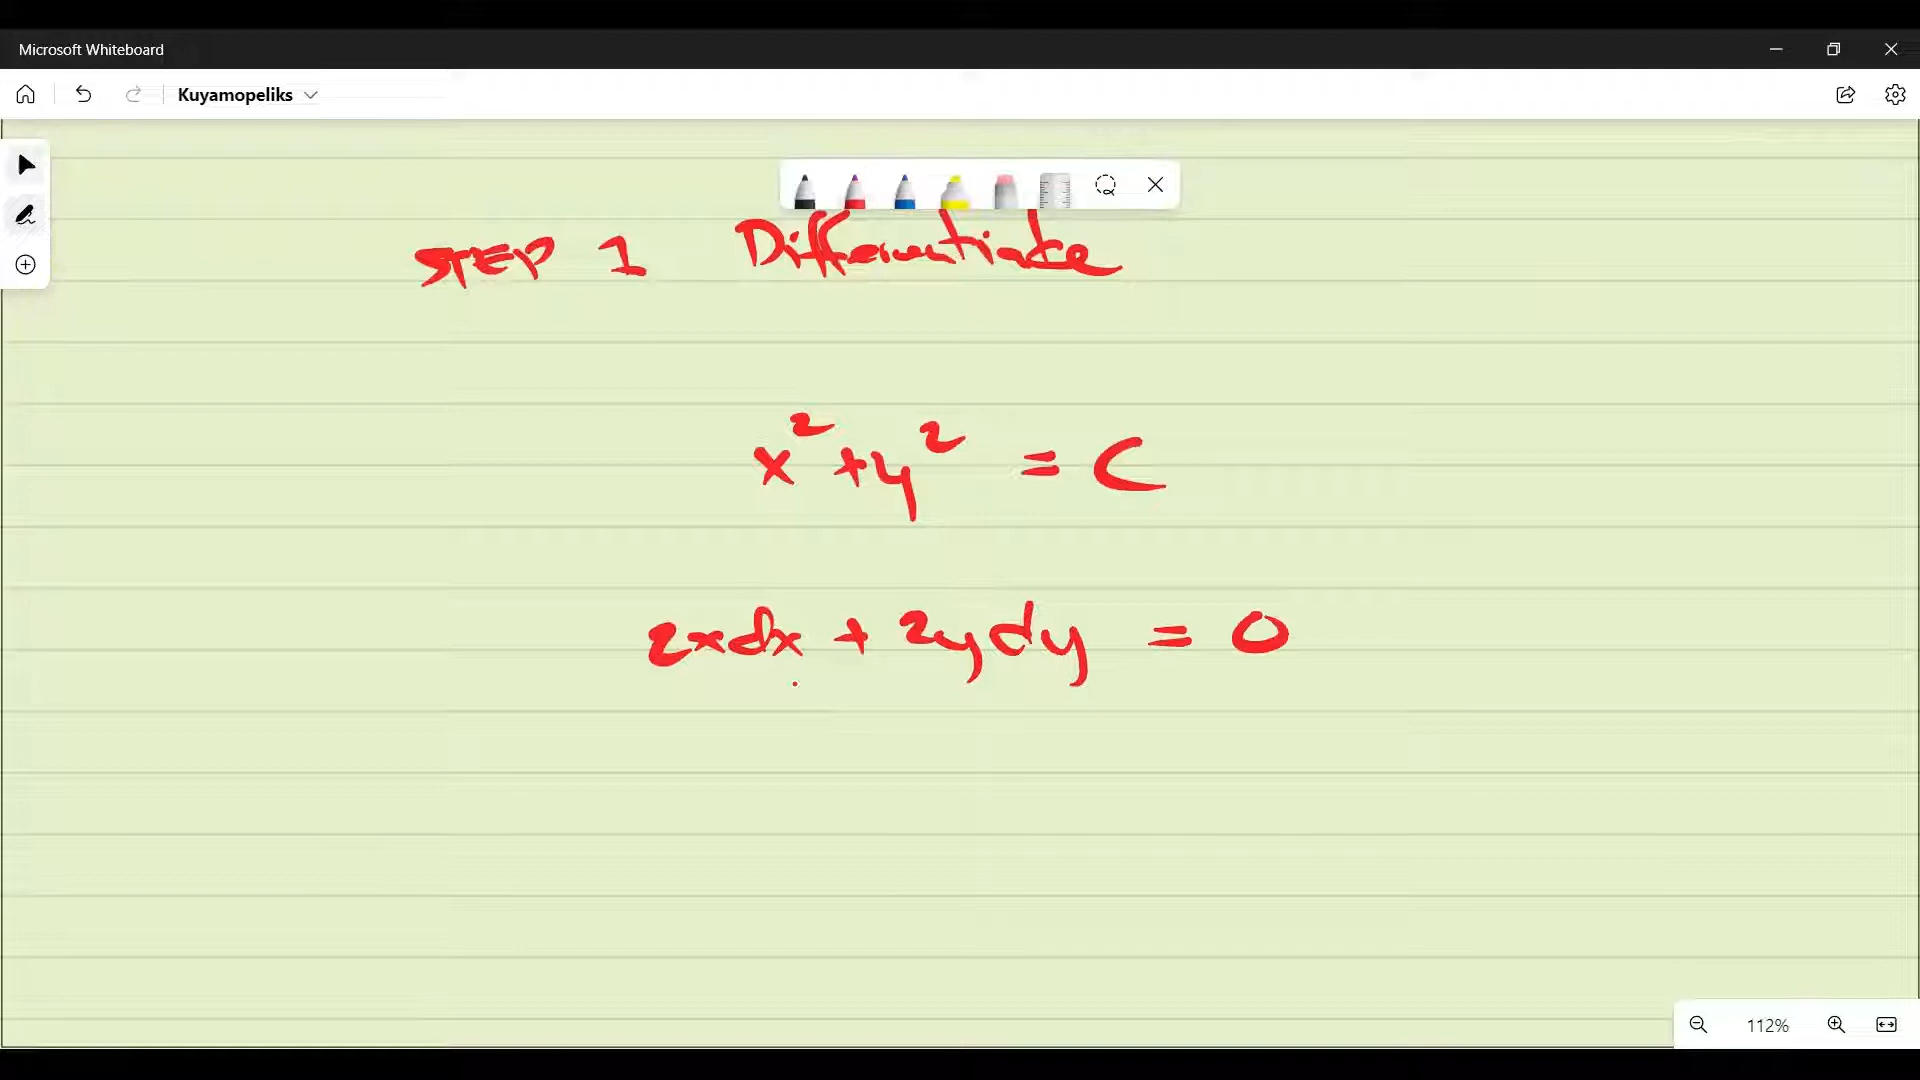 Microsoft Whiteboard
Kuyamopeliks
STEP 1 Differentiate
x² + y² = C
2xdx + 2ydy = 0
112%